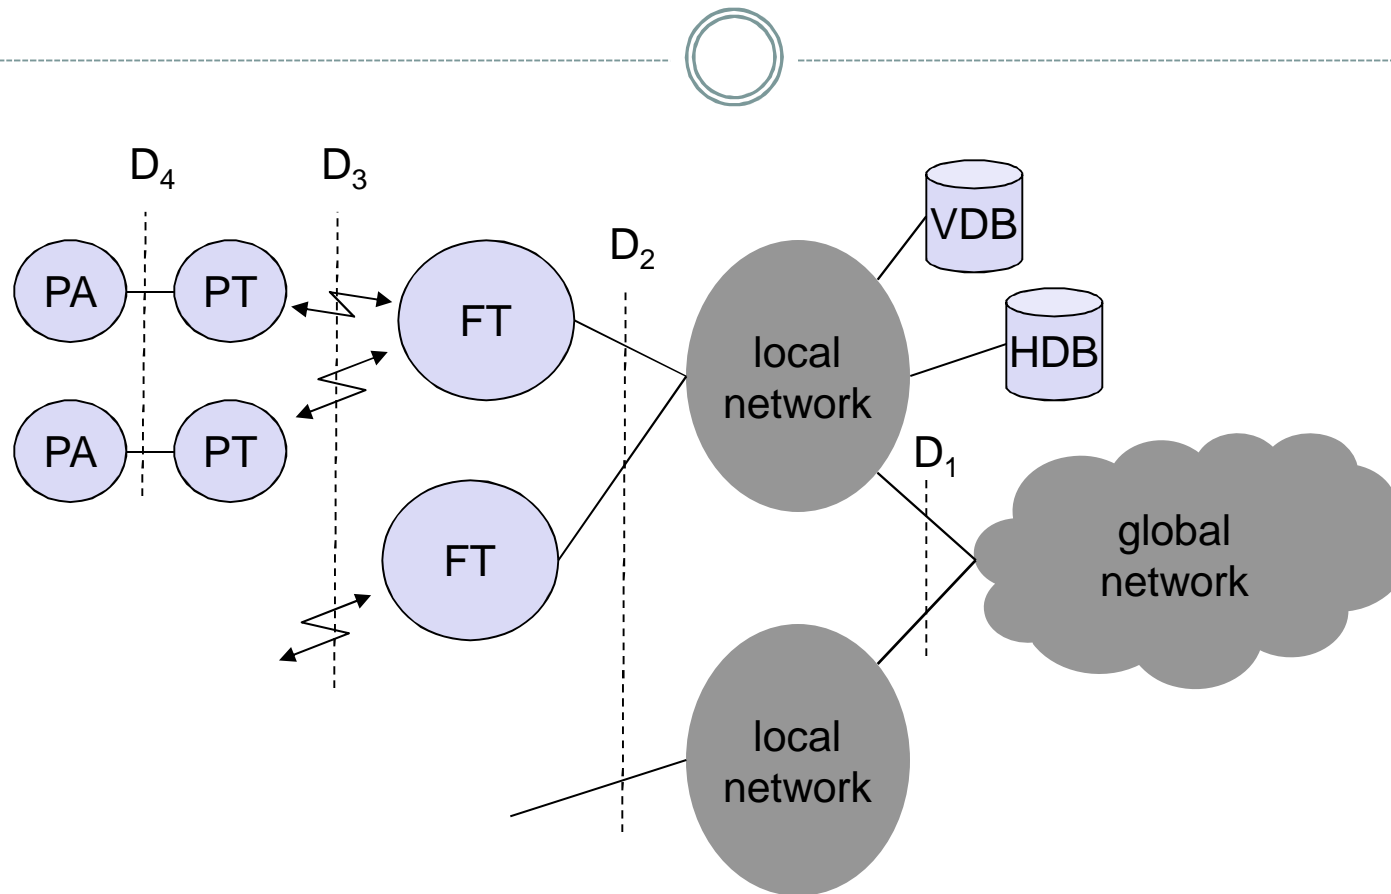 D₄
D₃
VDB
D₂
PA
PT
FT
HDB
local
network
PA
PT
D₁
FT
global
network
local
network